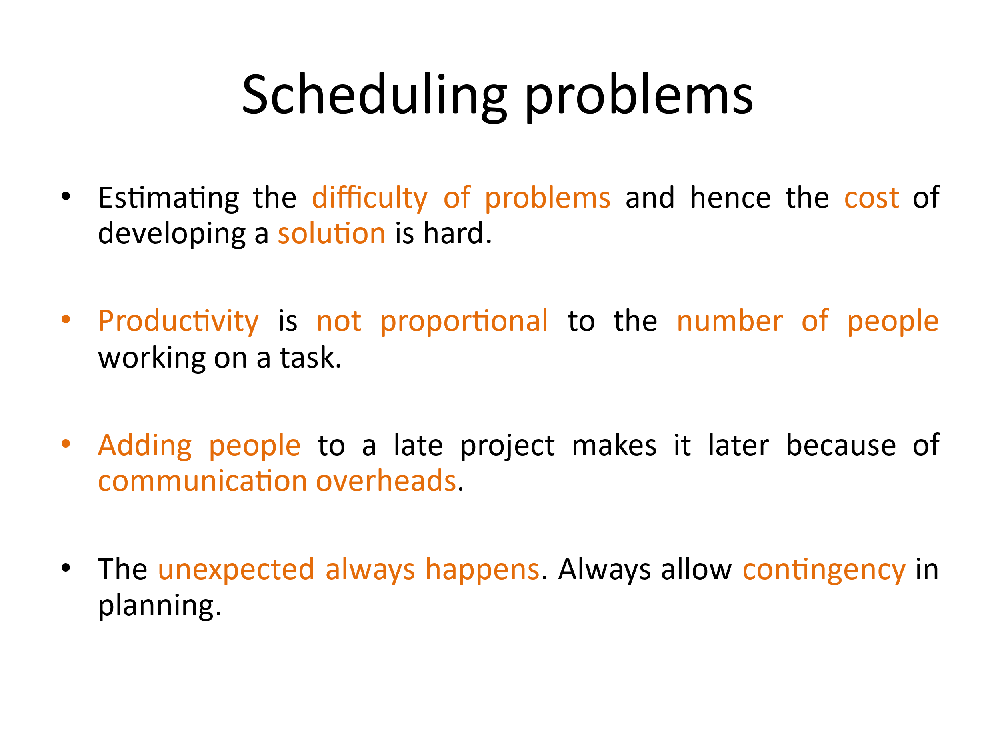 Scheduling problems
• Estimating the difficulty of problems and hence the cost of
developing a solution is hard.
• Productivity is not proportional to the number of people
working on a task.
• Adding people to a late project makes it later because of
communication overheads.
• The unexpected always happens. Always allow contingency in
planning.